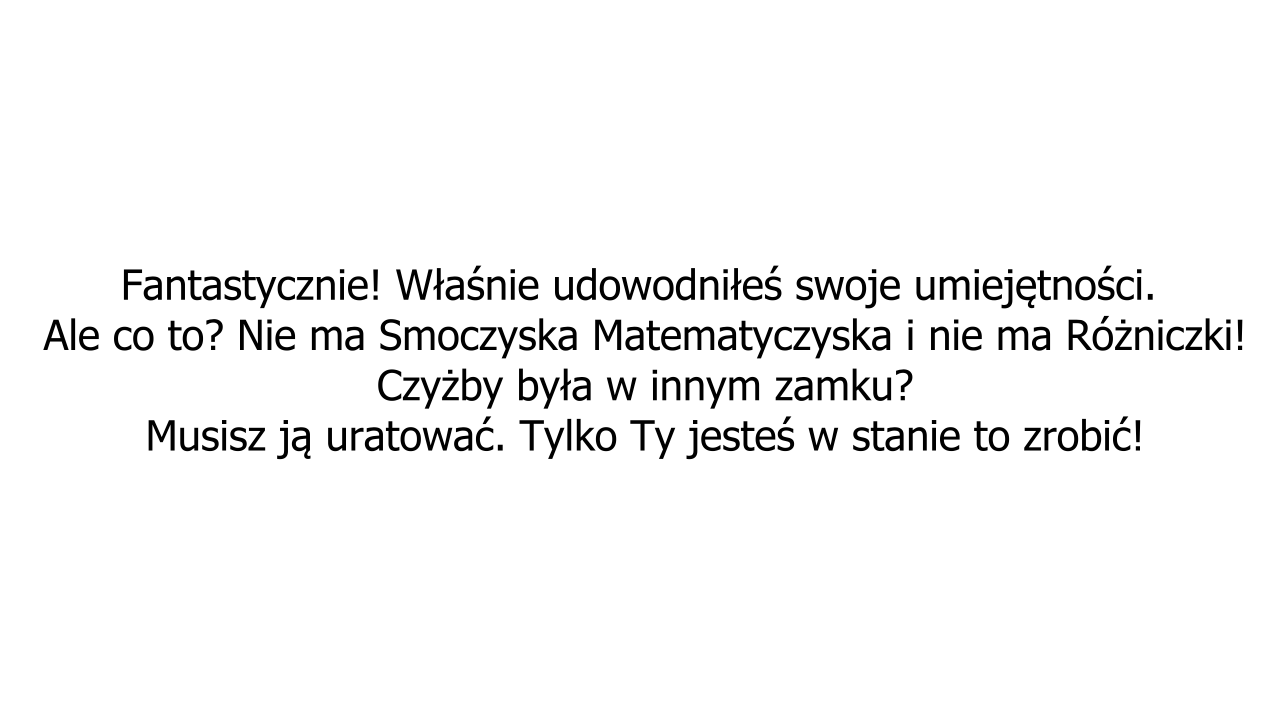 Fantastycznie! Właśnie udowodniłeś swoje umiejętności.
Ale co to? Nie ma Smoczyska Matematyczyska i nie ma Różniczki!
Czyżby była w innym zamku?
Musisz ją uratować. Tylko Ty jesteś w stanie to zrobić!